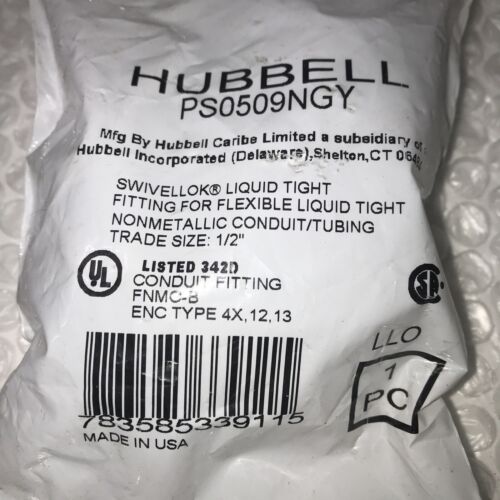 HUBBELL
PS0509NGY
Mfg By Hubbell Caribe Limited a subsidiary of
Hubbell Incorporated (Delaware),Shelton,CT
SWIVELLOK® LIQUID TIGHT
FITTING FOR FLEXIBLE LIQUID TIGHT
NONMETALLIC CONDUIT/TUBING
TRADE SIZE: 1/2"
UL LISTED 342D
CONDUIT FITTING
FNMC-B
ENC TYPE 4X,12,13
SA
LLO
1
PC
783585339115
MADE IN USA